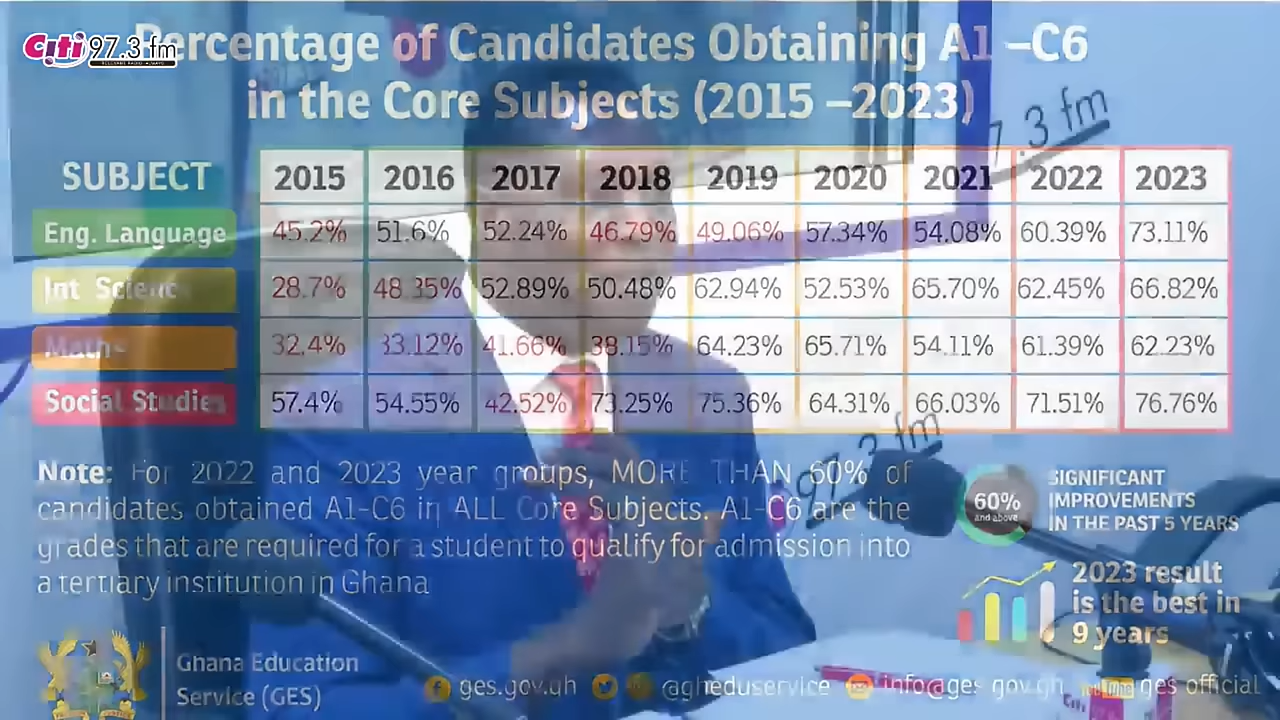 Citi 97.3 fm
Percentage of Candidates Obtaining A1 –C6
in the Core Subjects (2015 –2023)
7.3 fm
SUBJECT 2015 2016 2017 2018 2019 2020 2021 2022 2023
Eng. Language 45.2% 51.6% 52.24% 46.79% 49.06% 57.34% 54.08% 60.39% 73.11%
Int Science 28.7% 48.35% 52.89% 50.48% 62.94% 52.53% 65.70% 62.45% 66.82%
Maths 32.4% 33.12% 41.66% 38.15% 64.23% 65.71% 54.11% 61.39% 62.23%
Social Studies 57.4% 54.55% 42.52% 73.25% 75.36% 64.31% 66.03% 71.51% 76.76%
97.3 fm
Note: For 2022 and 2023 year groups, MORE THAN 60% of
candidates obtained A1-C6 in ALL Core Subjects. A1-C6 are the
grades that are required for a student to qualify for admission into
a tertiary institution in Ghana
60%
and above
SIGNIFICANT
IMPROVEMENTS
IN THE PAST 5 YEARS
2023 result
is the best in
9 years
Ghana Education
Service (GES)
ges.gov.gh
@gheduservice
info@ges.gov.gh
YouTube ges official